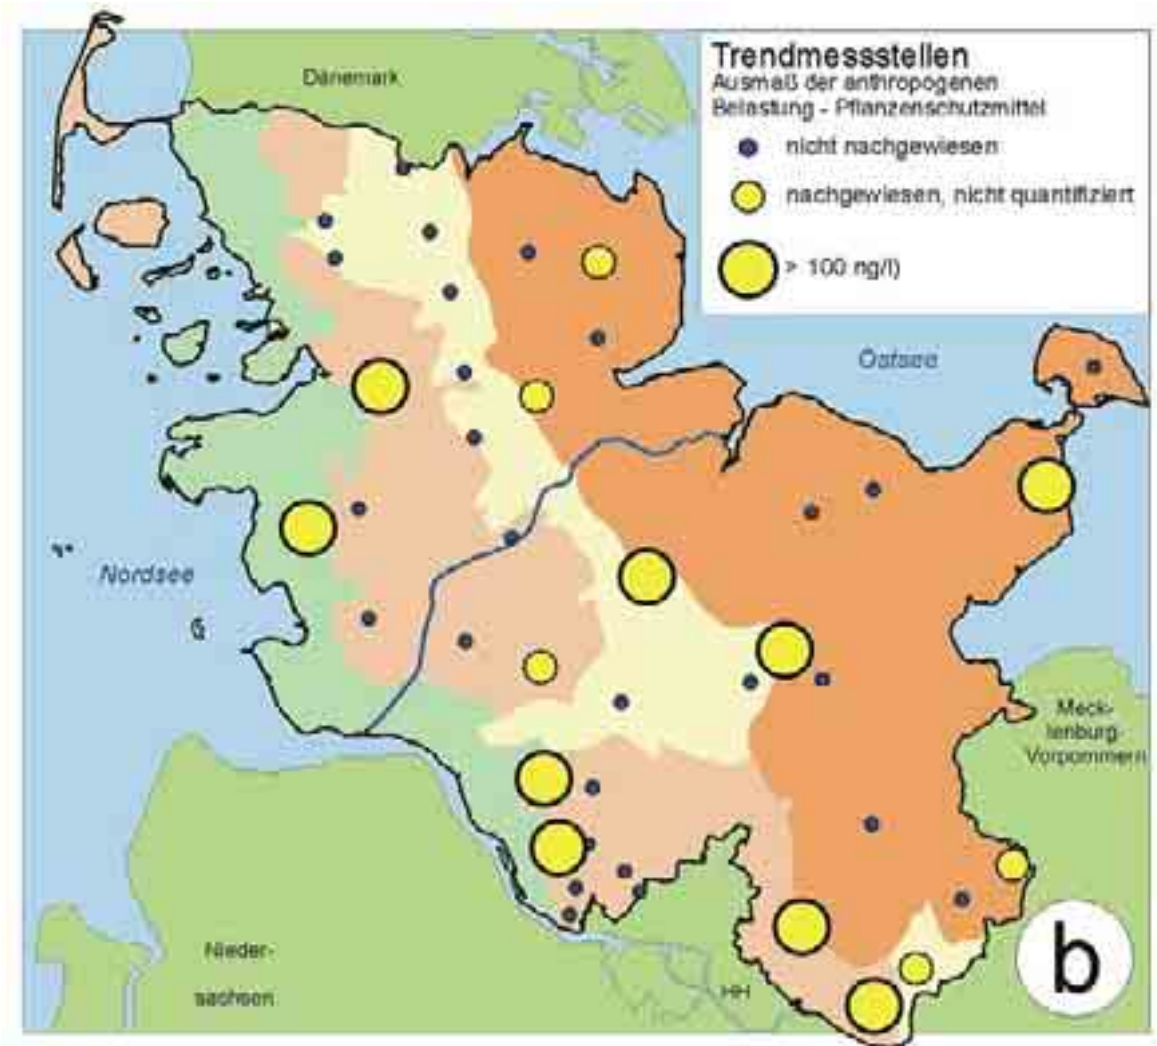 Trendmessstellen
Ausmaß der anthropogenen
Belastung - Pflanzenschutzmittel
nicht nachgewiesen
nachgewiesen, nicht quantifiziert
> 100 ng/l)
Dänemark
Ostsee
Nordsee
Meck-
lenburg-
Vorpommern
Nieder-
sachsen
HH
b